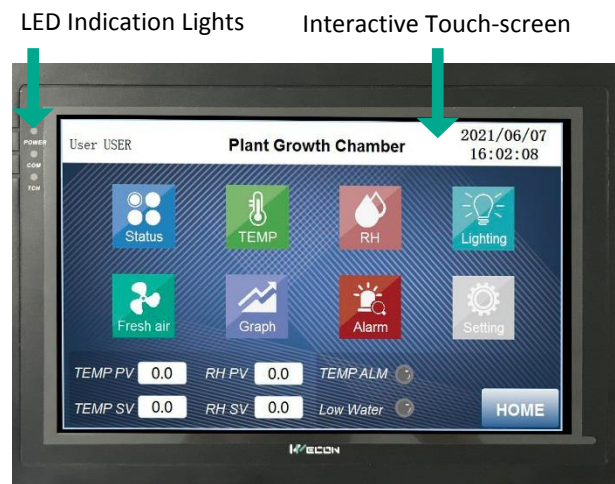 LED Indication Lights
Interactive Touch-screen
POWER
COM
TCH
User USER
Plant Growth Chamber
2021/06/07
16:02:08
Status
TEMP
RH
Lighting
Fresh air
Graph
Alarm
Setting
TEMP PV 0.0 RH PV 0.0 TEMP ALM
TEMP SV 0.0 RH SV 0.0 Low Water
HOME
WECON